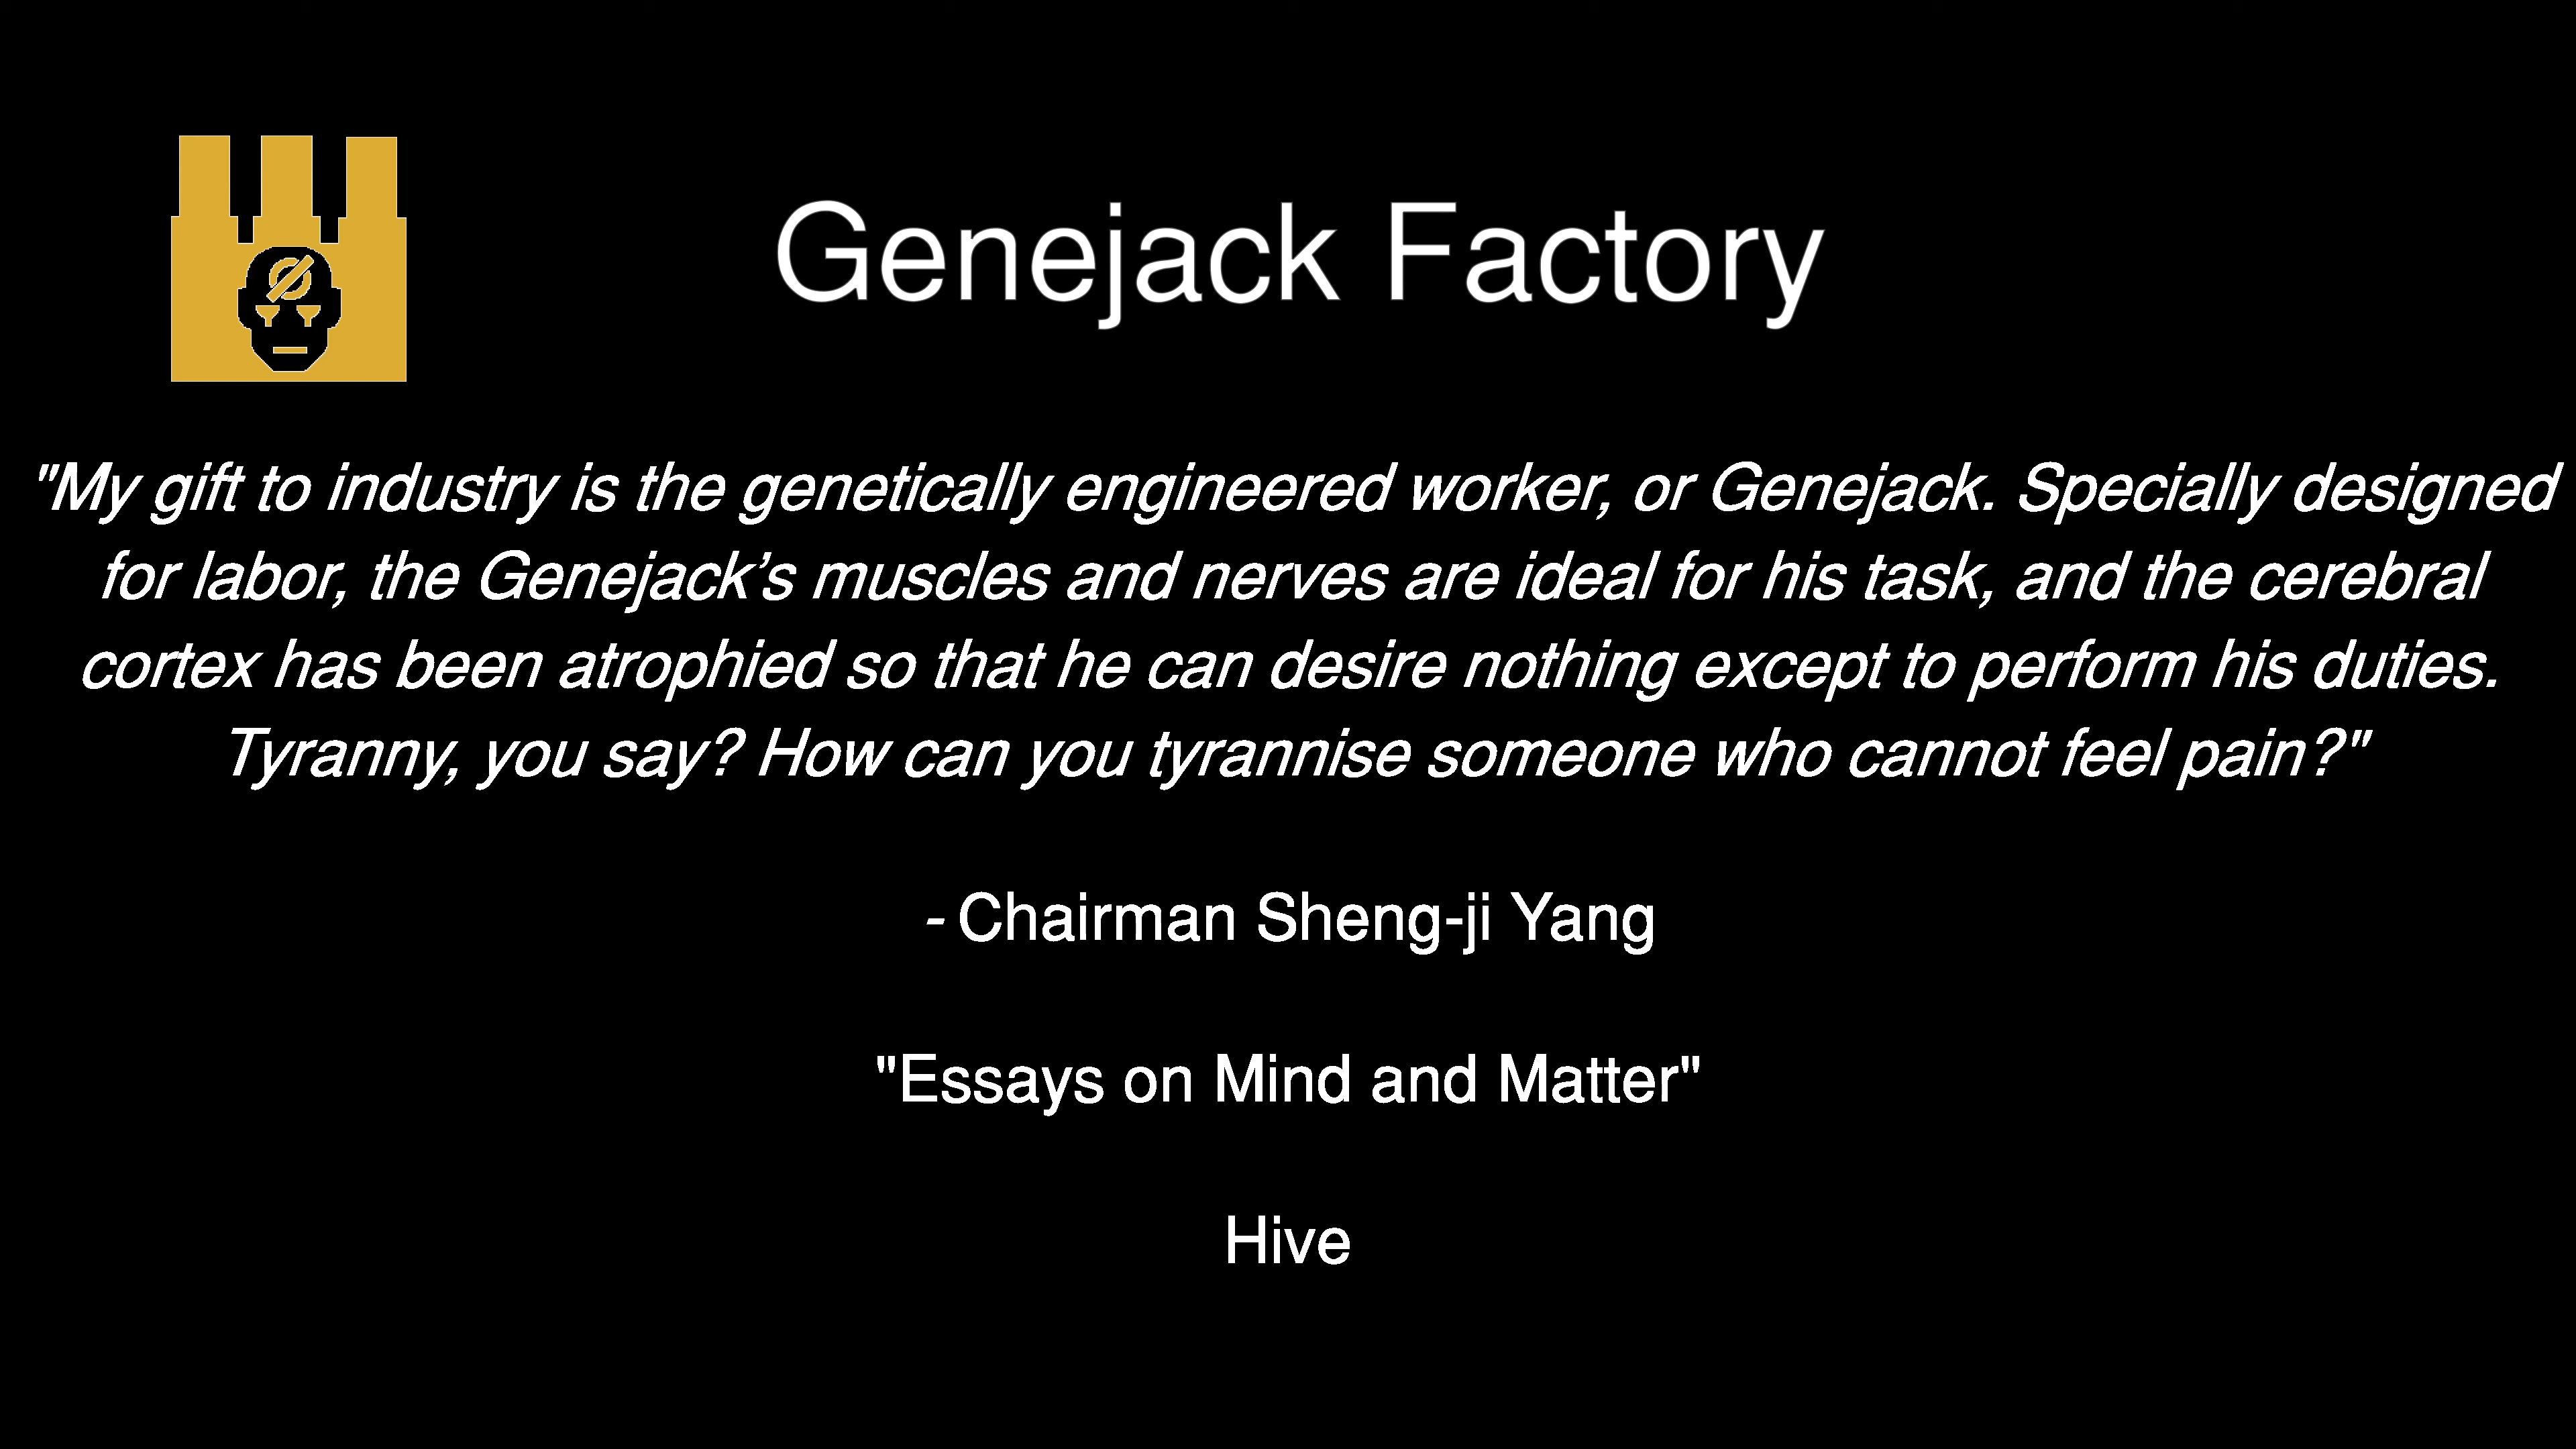 Genejack Factory
"My gift to industry is the genetically engineered worker, or Genejack. Specially designed
for labor, the Genejack’s muscles and nerves are ideal for his task, and the cerebral
cortex has been atrophied so that he can desire nothing except to perform his duties.
Tyranny, you say? How can you tyrannise someone who cannot feel pain?"
- Chairman Sheng-ji Yang
"Essays on Mind and Matter"
Hive